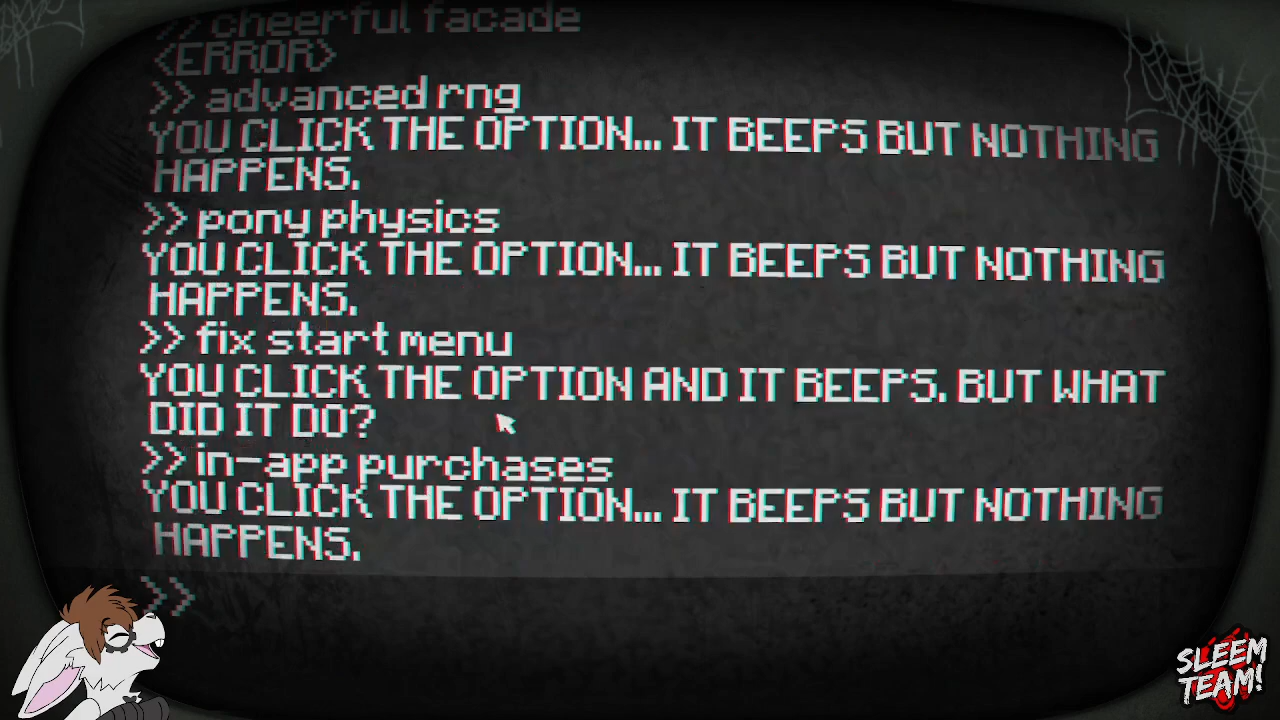 >> cheerful facade
<ERROR>
>> advanced rng
YOU CLICK THE OPTION... IT BEEPS BUT NOTHING
HAPPENS.
>> pony physics
YOU CLICK THE OPTION... IT BEEPS BUT NOTHING
HAPPENS.
>> fix start menu
YOU CLICK THE OPTION AND IT BEEPS. BUT WHAT
DID IT DO?
>> in-app purchases
YOU CLICK THE OPTION... IT BEEPS BUT NOTHING
HAPPENS.
>>
SLEEM
TEAM!